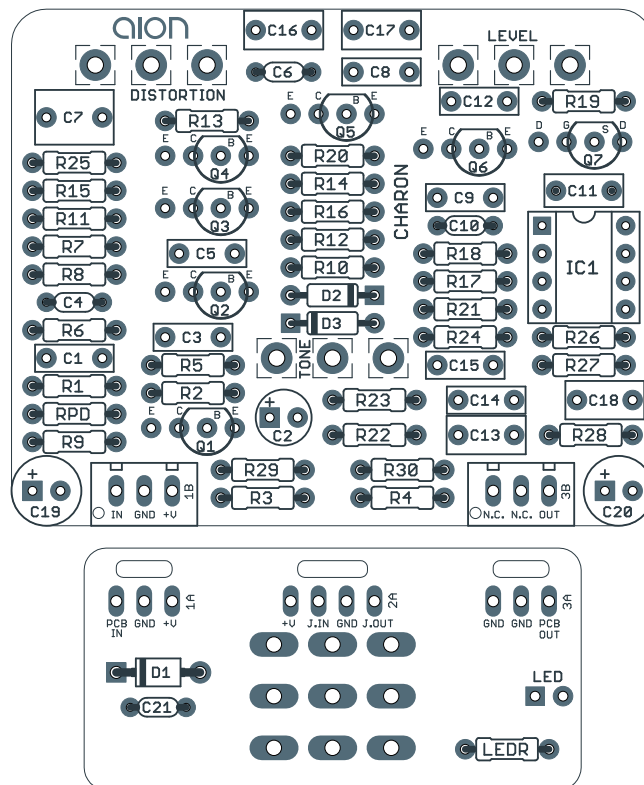 aion
C16
C17
LEVEL
C6
C8
DISTORTION
C12
R19
C7
R13
E C B
Q5
E C B E
Q4
E C B E
Q6
D G S D
Q7
R25
R20
R15
R14
C11
R11
E C B E
Q3
R16
CHARON
C9
R7
C5
R12
C10
IC1
R8
R10
R18
C4
E C B E
Q2
D2
R17
R6
C3
D3
R21
R26
C1
R5
TONE
R24
R27
R1
R2
C15
RPD
E C B E
Q1
+
C2
R23
C14
C18
R9
R22
C13
R28
+
C19
IN GND +V
1B
R29
R3
R30
R4
N.C. N.C. OUT
3B
+
C20
PCB IN GND +V
1A
+V J.IN GND J.OUT
2A
GND GND PCB OUT
3A
D1
C21
LED
LEDR